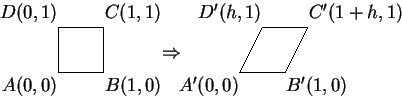 D(0,1) C(1,1) D′(h,1) C′(1+h,1)
⇒
A(0,0) B(1,0) A′(0,0) B′(1,0)